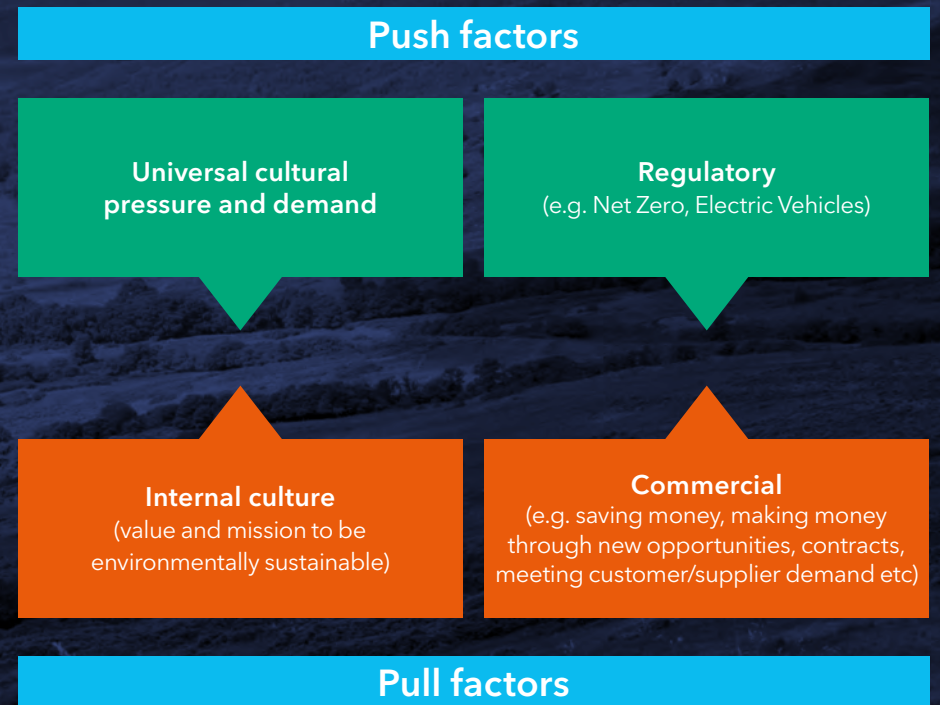 Push factors
Universal cultural
pressure and demand
Regulatory
(e.g. Net Zero, Electric Vehicles)
Internal culture
(value and mission to be
environmentally sustainable)
Commercial
(e.g. saving money, making money
through new opportunities, contracts,
meeting customer/supplier demand etc)
Pull factors